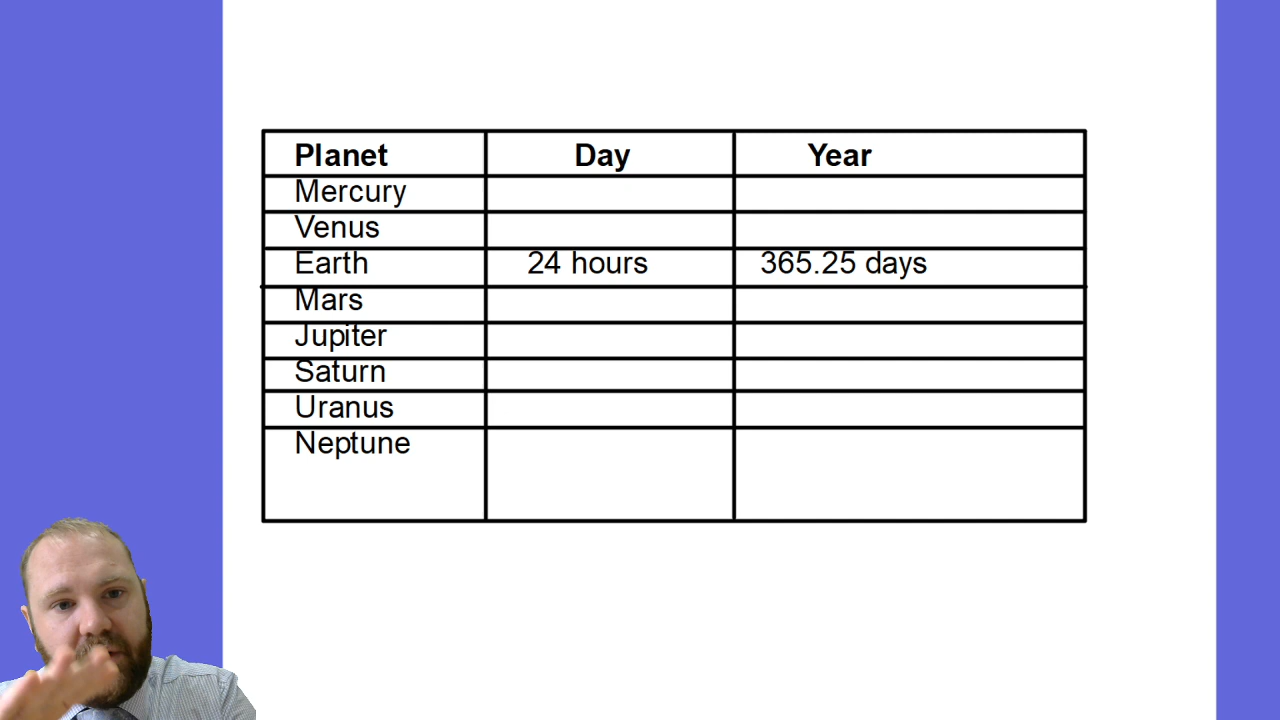 Planet Day Year
Mercury
Venus
Earth 24 hours 365.25 days
Mars
Jupiter
Saturn
Uranus
Neptune